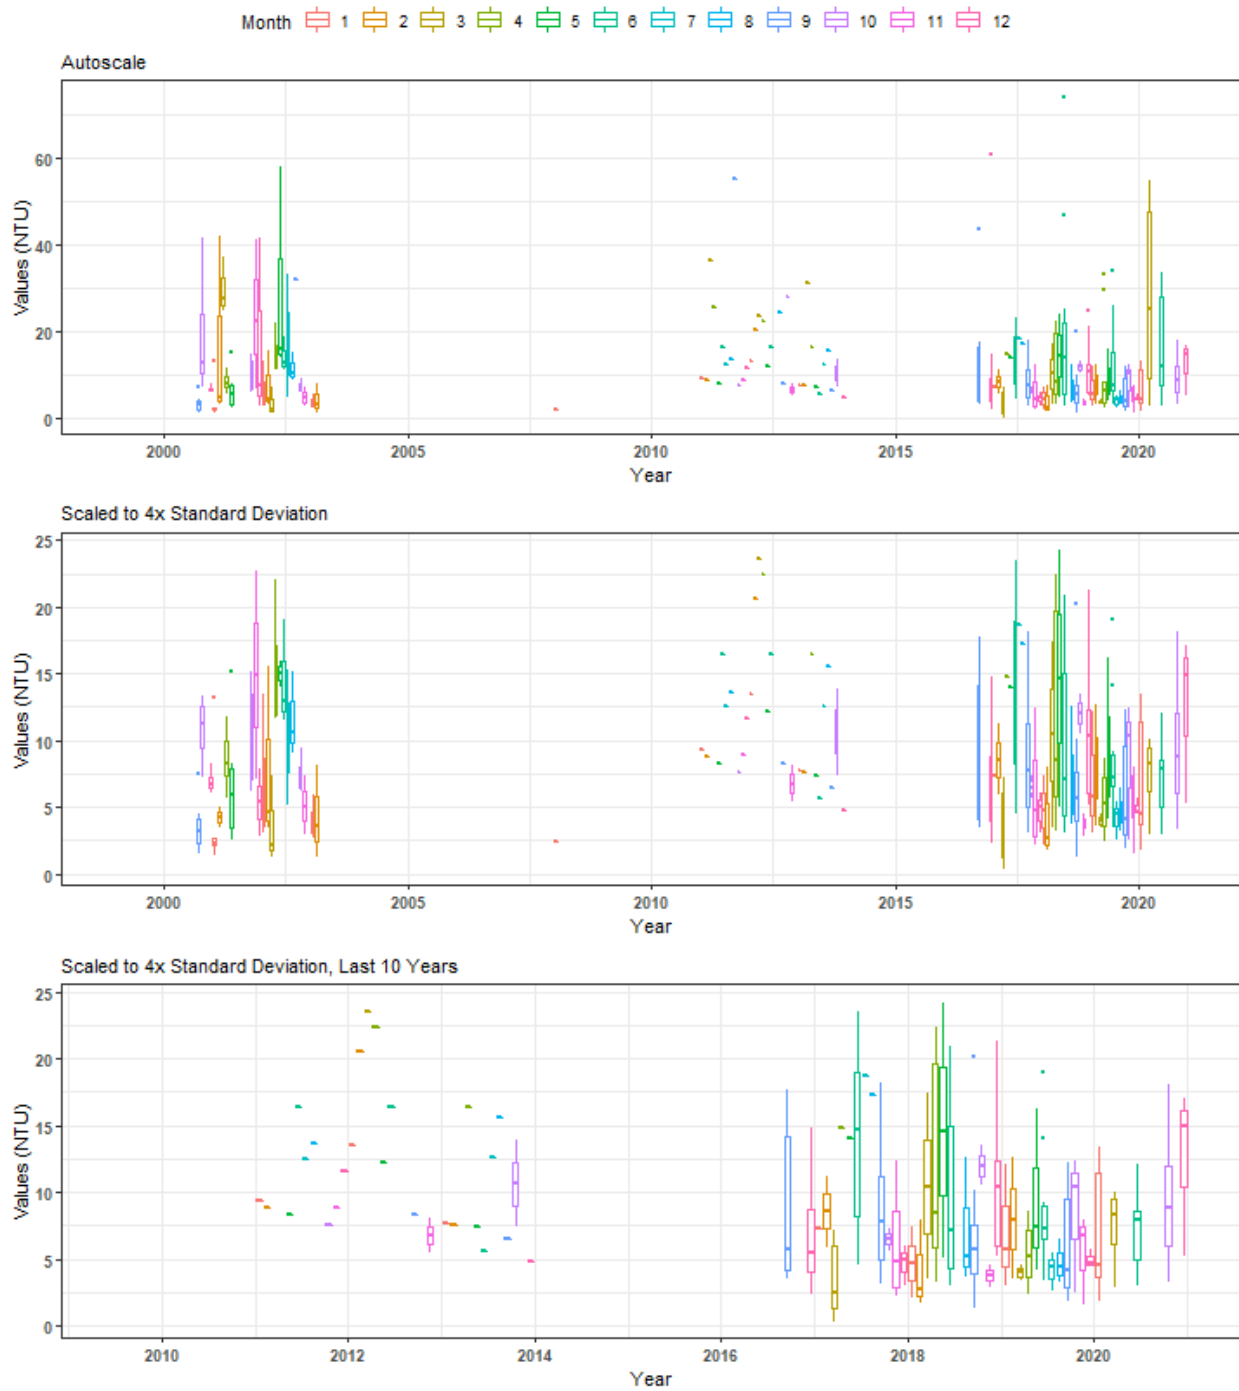 Month 1 2 3 4 5 6 7 8 9 10 11 12
Autoscale
Values (NTU)
60
40
20
0
2000 2005 2010 2015 2020
Year
Scaled to 4x Standard Deviation
Values (NTU)
25
20
15
10
5
0
2000 2005 2010 2015 2020
Year
Scaled to 4x Standard Deviation, Last 10 Years
Values (NTU)
25
20
15
10
5
0
2010 2012 2014 2016 2018 2020
Year